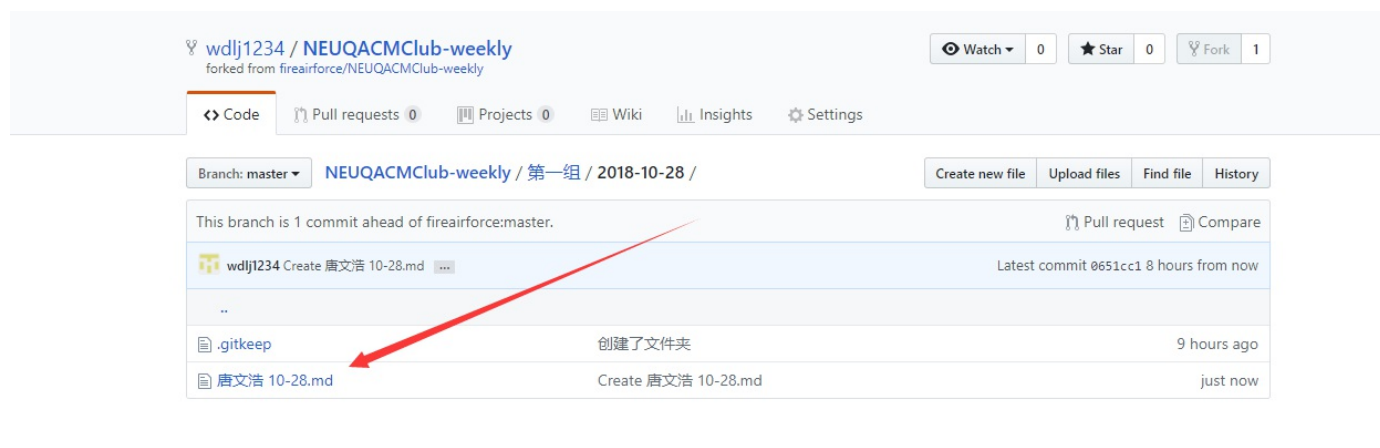 wdlj1234 / NEUQACMClub-weekly
forked from fireairforce/NEUQACMClub-weekly
Watch 0 Star 0 Fork 1
Code Pull requests 0 Projects 0 Wiki Insights Settings
Branch: master NEUQACMClub-weekly / 第一组 / 2018-10-28 / Create new file Upload files Find file History
This branch is 1 commit ahead of fireairforce:master. Pull request Compare
wdlj1234 Create 唐文浩 10-28.md ... Latest commit 0651cc1 8 hours from now
..
.gitkeep 创建了文件夹 9 hours ago
唐文浩 10-28.md Create 唐文浩 10-28.md just now